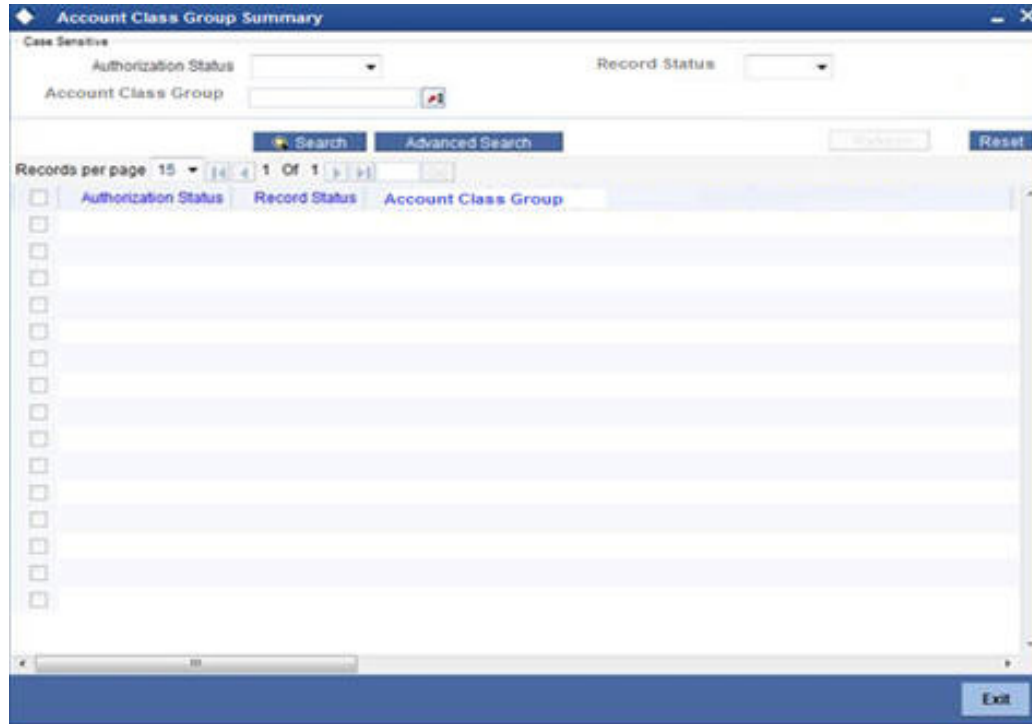 Account Class Group Summary
Case Sensitive
Authorization Status Record Status
Account Class Group
Search Advanced Search Reset
Records per page 15 1 Of 1
Authorization Status Record Status Account Class Group
Exit